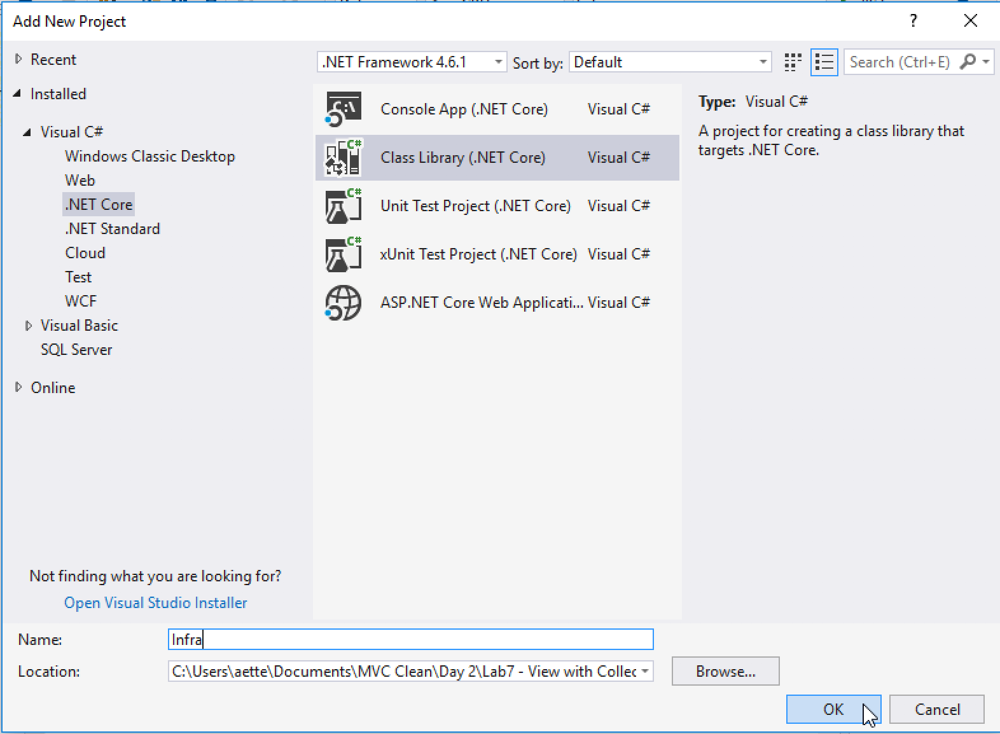 Add New Project
?
Recent
Installed
Visual C#
Windows Classic Desktop
Web
.NET Core
.NET Standard
Cloud
Test
WCF
Visual Basic
SQL Server
Online
Not finding what you are looking for?
Open Visual Studio Installer
.NET Framework 4.6.1 Sort by: Default Search (Ctrl+E)
Console App (.NET Core) Visual C#
Class Library (.NET Core) Visual C#
Unit Test Project (.NET Core) Visual C#
xUnit Test Project (.NET Core) Visual C#
ASP.NET Core Web Applicati... Visual C#
Type: Visual C#
A project for creating a class library that
targets .NET Core.
Name: Infra
Location: C:\Users\aette\Documents\MVC Clean\Day 2\Lab7 - View with Collec Browse...
OK Cancel